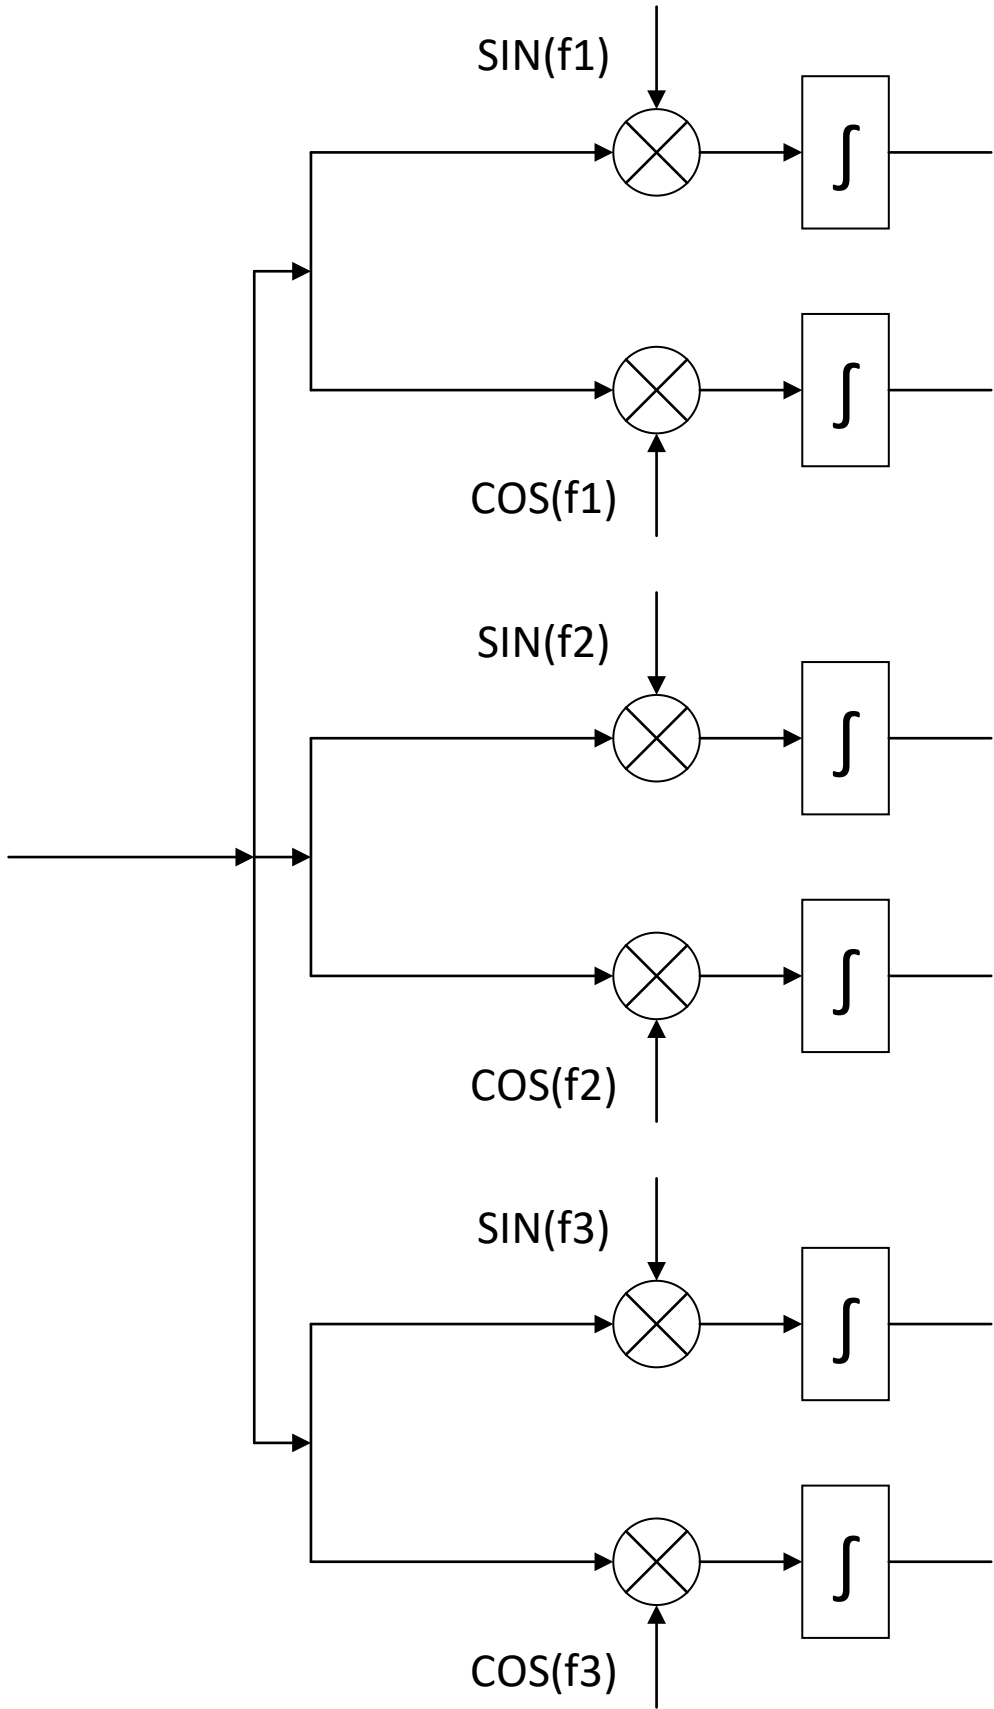 SIN(f1)
∫
∫
COS(f1)
SIN(f2)
∫
∫
COS(f2)
SIN(f3)
∫
∫
COS(f3)